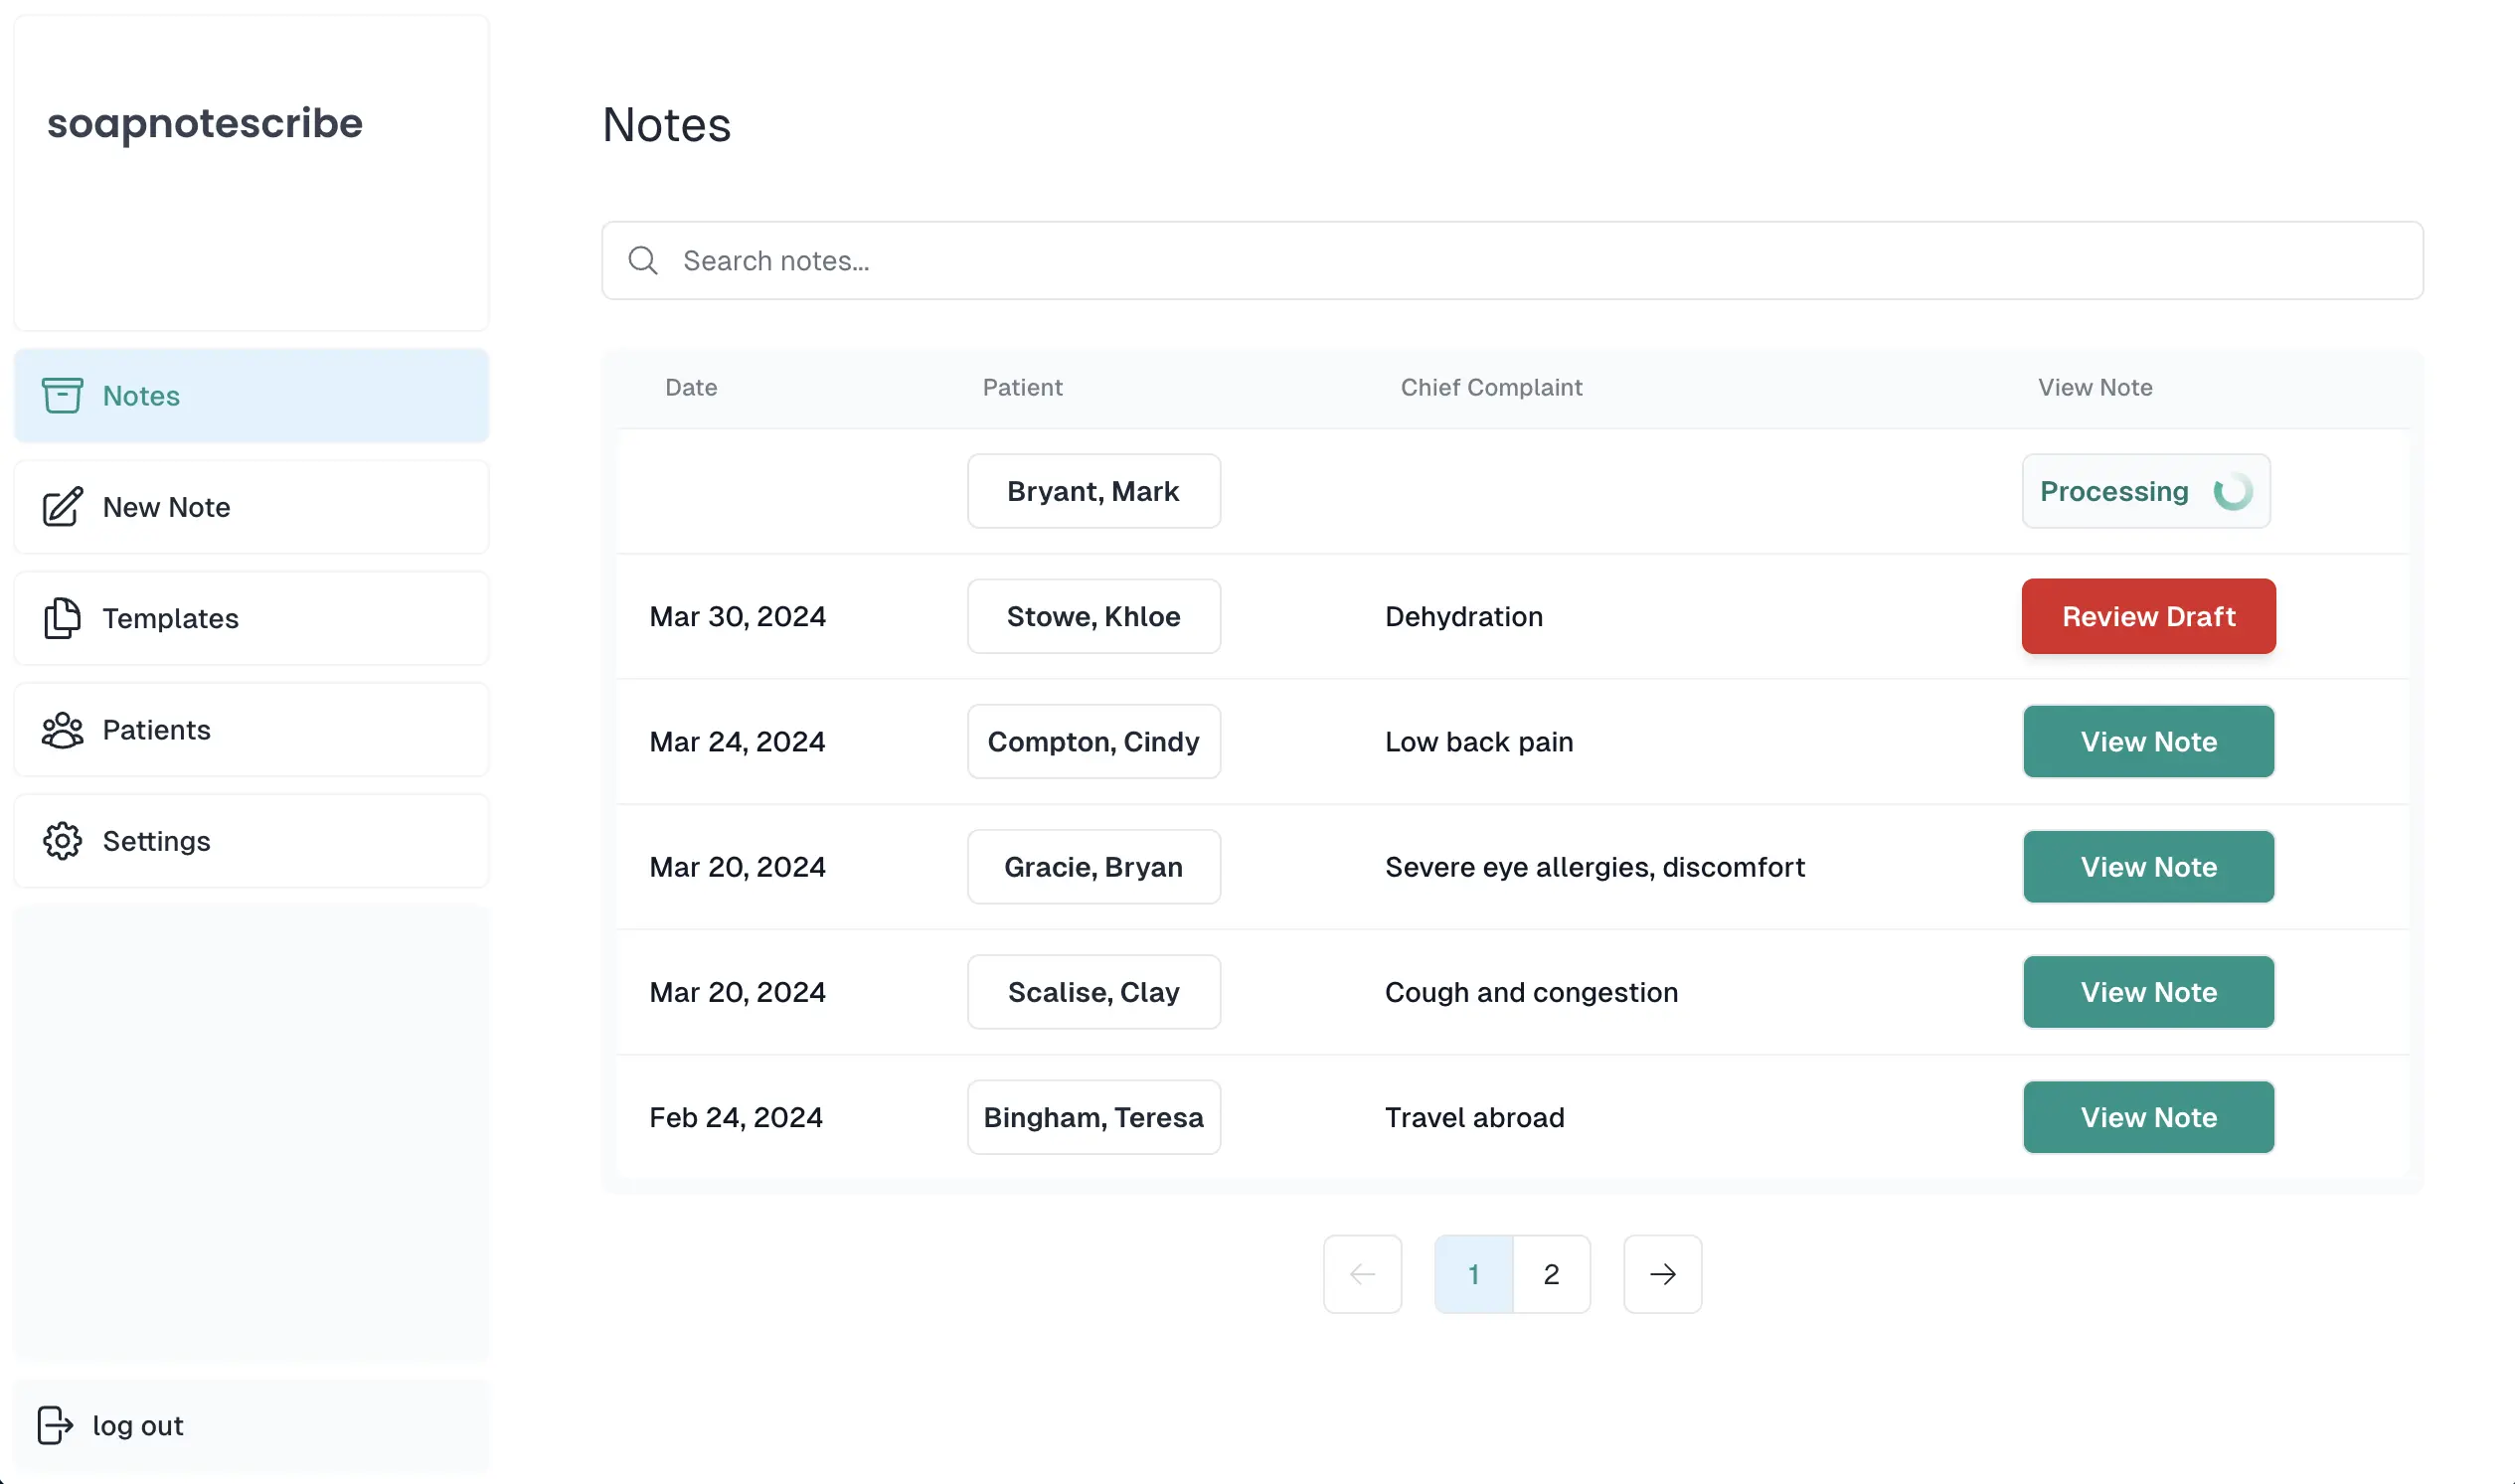 soapnotescribe
Notes
New Note
Templates
Patients
Settings
log out
Notes
Search notes...
Date Patient Chief Complaint View Note
Bryant, Mark Processing
Mar 30, 2024 Stowe, Khloe Dehydration Review Draft
Mar 24, 2024 Compton, Cindy Low back pain View Note
Mar 20, 2024 Gracie, Bryan Severe eye allergies, discomfort View Note
Mar 20, 2024 Scalise, Clay Cough and congestion View Note
Feb 24, 2024 Bingham, Teresa Travel abroad View Note
1 2